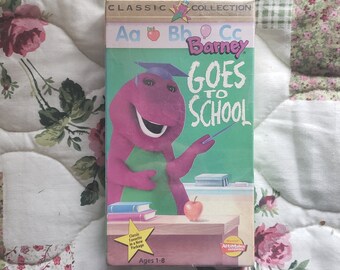 CLASSIC COLLECTION
Aa Bb Cc
Barney
GOES
TO
SCHOOL
Ages 1-8